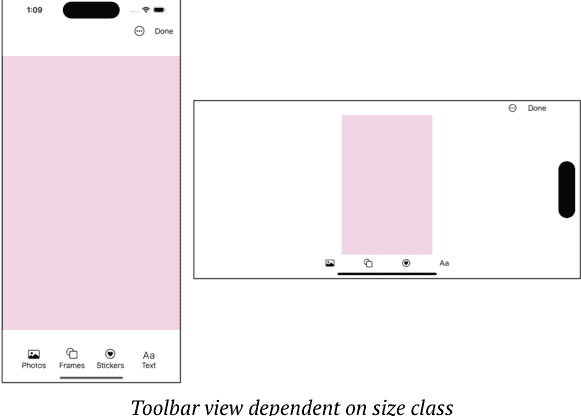 1:09
Done
Photos Frames Stickers Aa Text
Done
Aa
Toolbar view dependent on size class